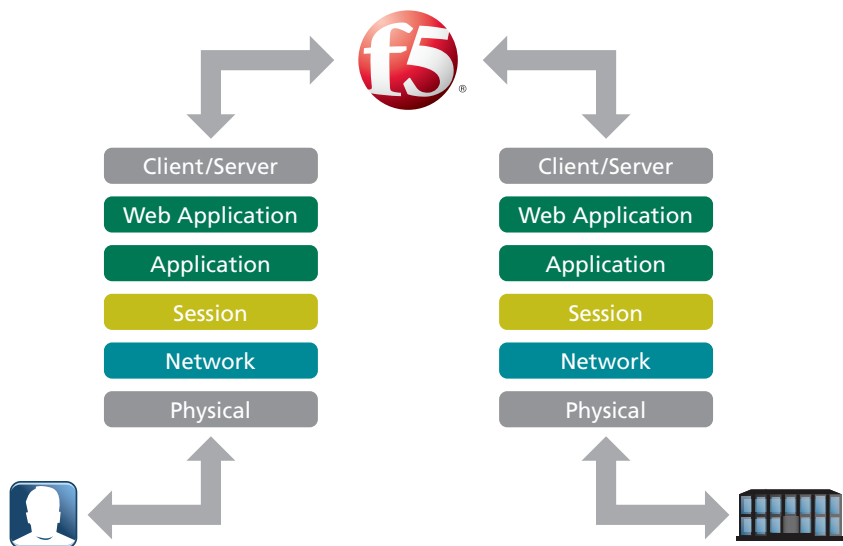 f5
®
Client/Server
Web Application
Application
Session
Network
Physical
Client/Server
Web Application
Application
Session
Network
Physical